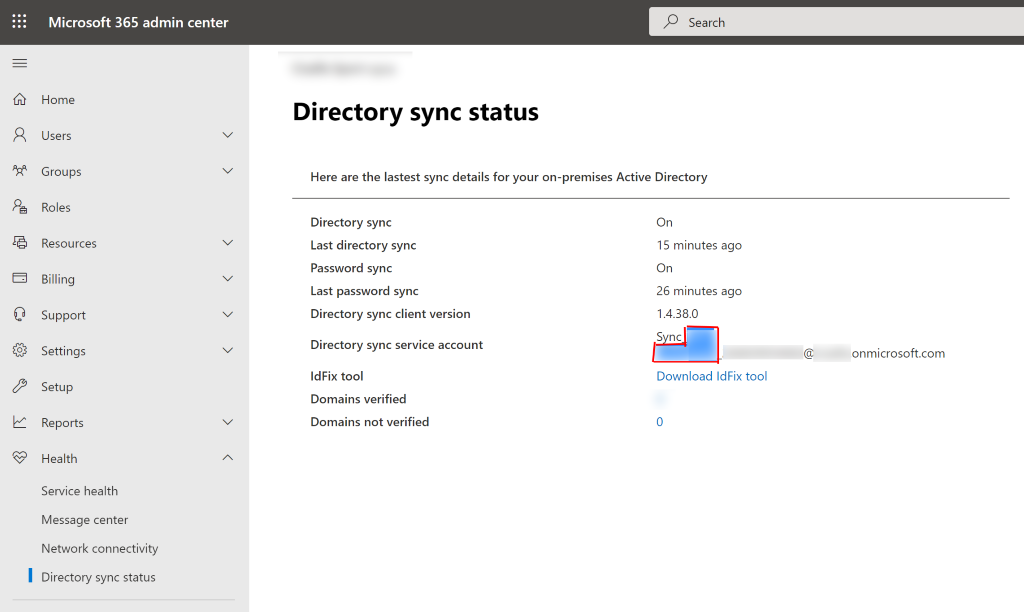 Microsoft 365 admin center
Search
Home
Users
Groups
Roles
Resources
Billing
Support
Settings
Setup
Reports
Health
Service health
Message center
Network connectivity
Directory sync status
Directory sync status
Here are the lastest sync details for your on-premises Active Directory
Directory sync On
Last directory sync 15 minutes ago
Password sync On
Last password sync 26 minutes ago
Directory sync client version 1.4.38.0
Directory sync service account Sync
@ onmicrosoft.com
IdFix tool Download IdFix tool
Domains verified
Domains not verified 0